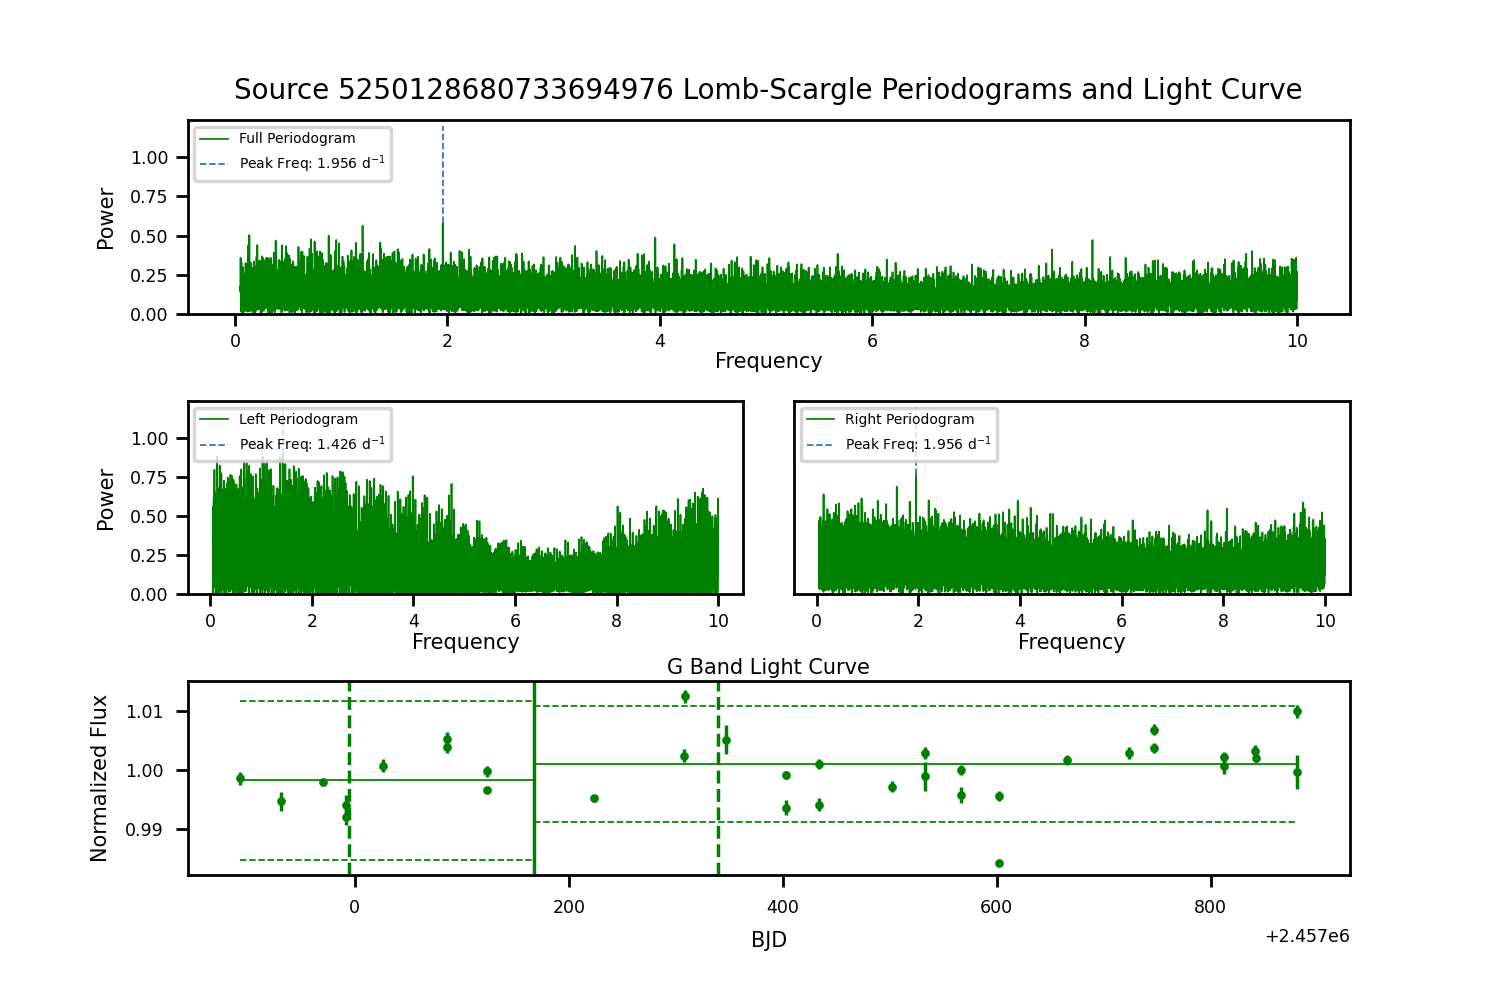 Source 5250128680733694976 Lomb-Scargle Periodograms and Light Curve
Full Periodogram
Peak Freq: 1.956 d⁻¹
Power
1.00
0.75
0.50
0.25
0.00
0 2 4 6 8 10
Frequency
Left Periodogram
Peak Freq: 1.426 d⁻¹
Power
1.00
0.75
0.50
0.25
0.00
0 2 4 6 8 10
Frequency
Right Periodogram
Peak Freq: 1.956 d⁻¹
0 2 4 6 8 10
Frequency
G Band Light Curve
Normalized Flux
1.01
1.00
0.99
0 200 400 600 800
BJD
+2.457e6